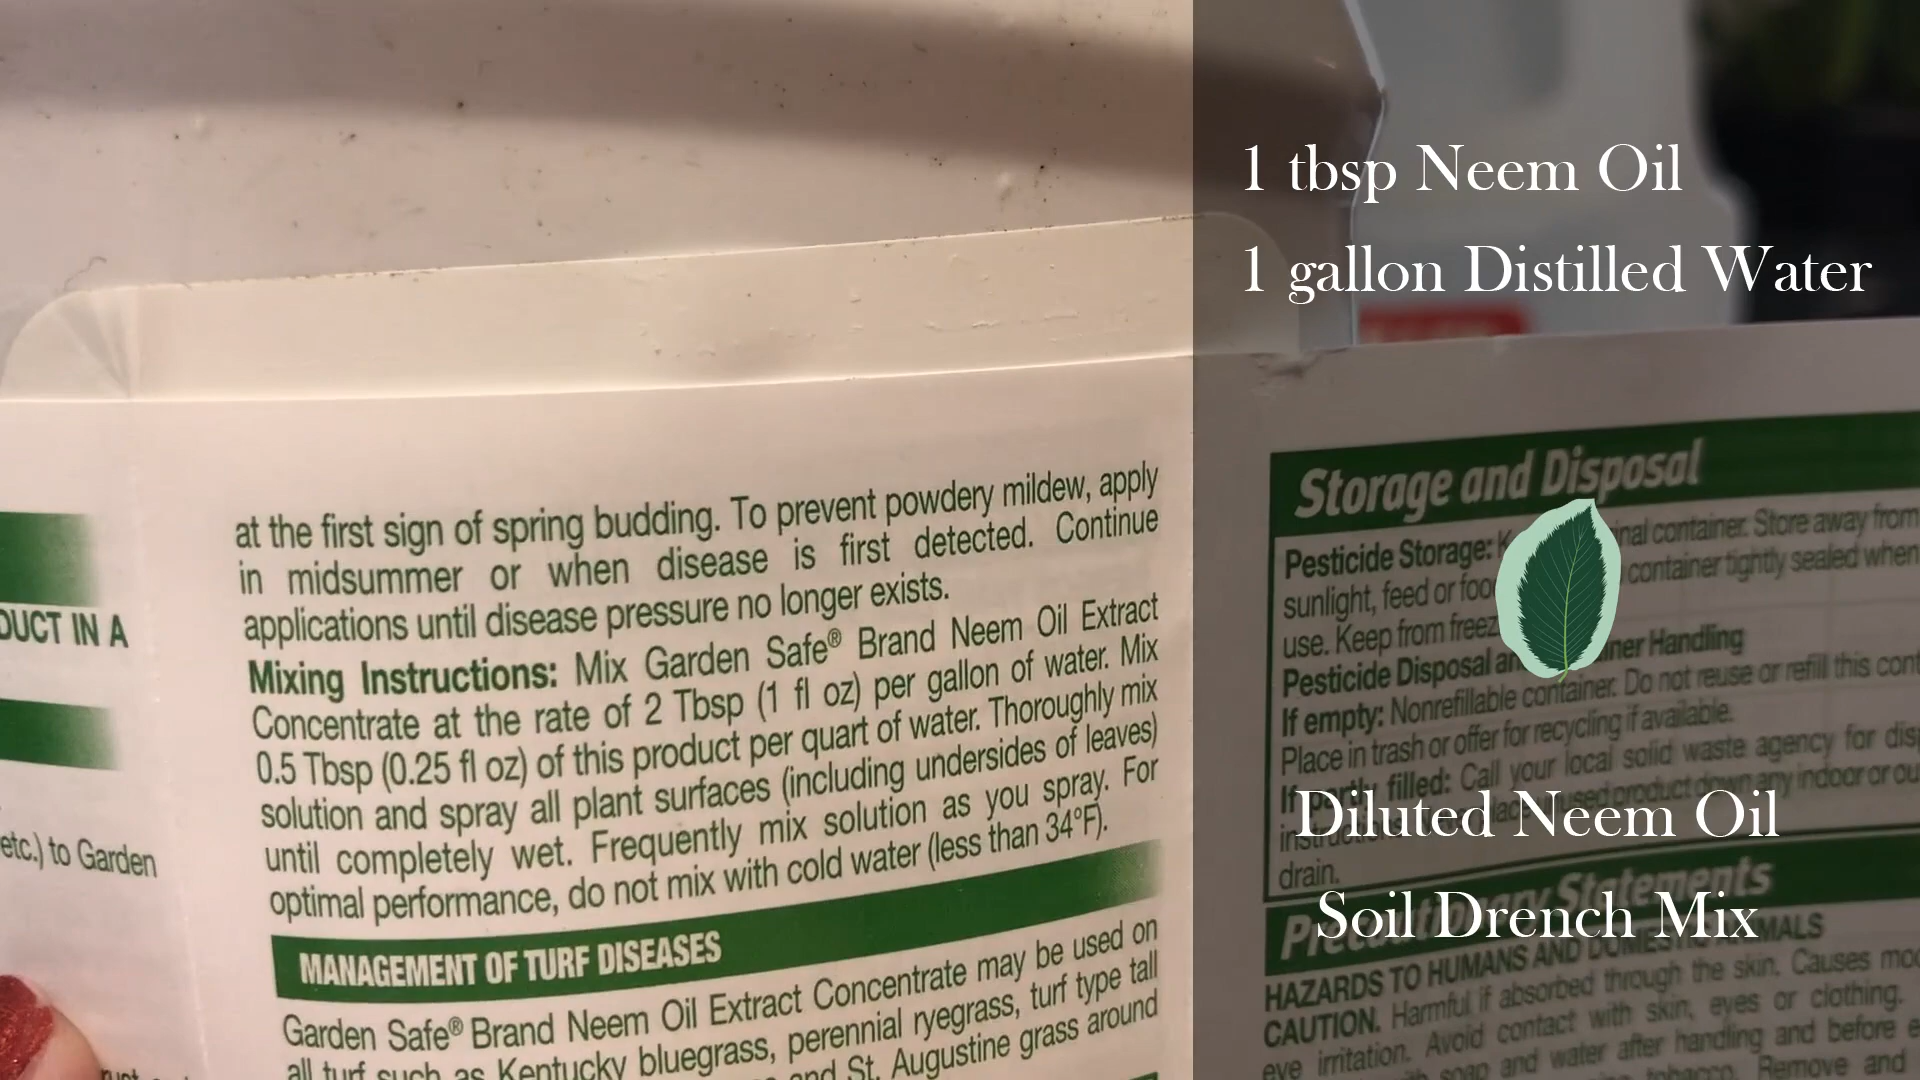 at the first sign of spring budding. To prevent powdery mildew, apply
in midsummer or when disease is first detected. Continue
applications until disease pressure no longer exists.
Mixing Instructions: Mix Garden Safe® Brand Neem Oil Extract
Concentrate at the rate of 2 Tbsp (1 fl oz) per gallon of water. Mix
0.5 Tbsp (0.25 fl oz) of this product per quart of water. Thoroughly mix
solution and spray all plant surfaces (including undersides of leaves)
until completely wet. Frequently mix solution as you spray. For
optimal performance, do not mix with cold water (less than 34°F).
MANAGEMENT OF TURF DISEASES
Garden Safe® Brand Neem Oil Extract Concentrate may be used on
all turf such as Kentucky bluegrass, perennial ryegrass, turf type tall
and St. Augustine grass around
DUCT IN A
etc.) to Garden
1 tbsp Neem Oil
1 gallon Distilled Water
Storage and Disposal
Pesticide Storage: container. Store away from
sunlight, feed or container tightly sealed when
use. Keep from
Pesticide Disposal Handling
If empty: Nonrefillable container. Do not reuse or refill this
Place in trash or offer for recycling if available.
If partly filled: Call your local solid waste agency for
down any indoor or
drain.
Diluted Neem Oil
Soil Drench Mix
Precautionary Statements
HAZARDS TO HUMANS AND DOMESTIC ANIMALS
CAUTION. Harmful if absorbed through the skin. Causes
eye irritation. Avoid contact with skin, eyes or clothing.
soap and water after handling and before
tobacco. Remove and